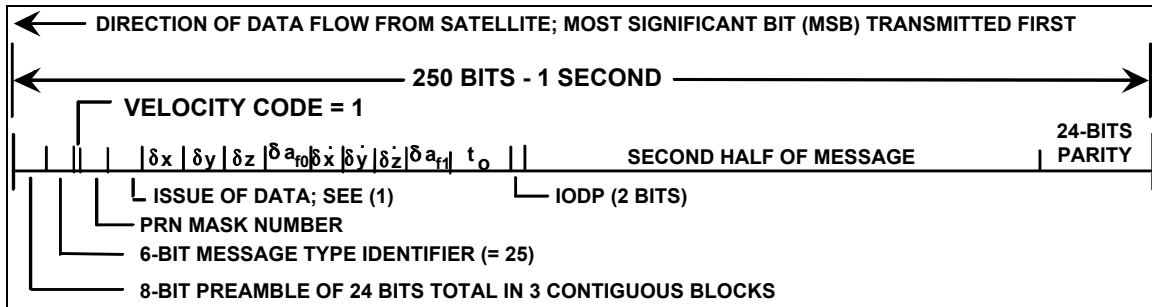 DIRECTION OF DATA FLOW FROM SATELLITE; MOST SIGNIFICANT BIT (MSB) TRANSMITTED FIRST
250 BITS - 1 SECOND
VELOCITY CODE = 1
δx δy δz δa_f0 δẋ δẏ δż δa_f1 t_o SECOND HALF OF MESSAGE 24-BITS PARITY
ISSUE OF DATA; SEE (1) IODP (2 BITS)
PRN MASK NUMBER
6-BIT MESSAGE TYPE IDENTIFIER (= 25)
8-BIT PREAMBLE OF 24 BITS TOTAL IN 3 CONTIGUOUS BLOCKS